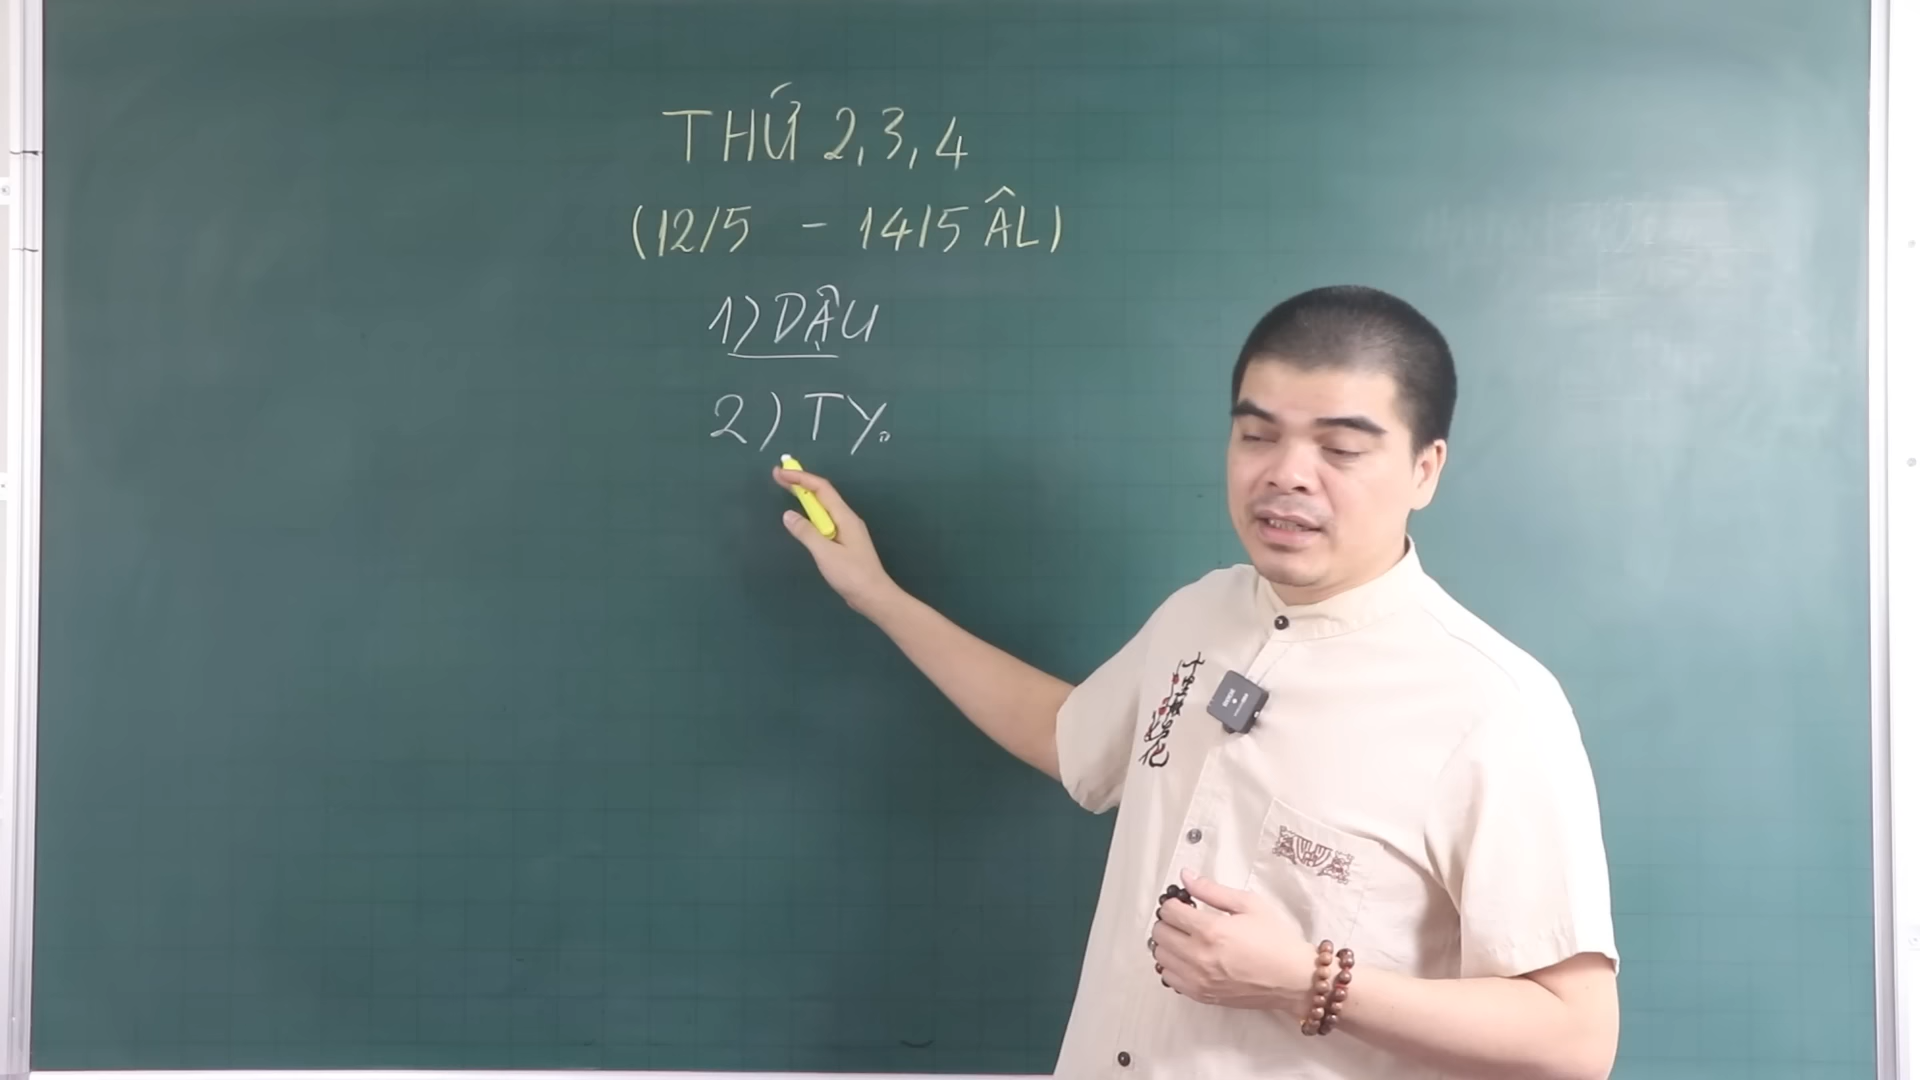 THỨ 2, 3, 4
(12/5 - 14/5 ÂL)
1) DẬU
2) TỴ